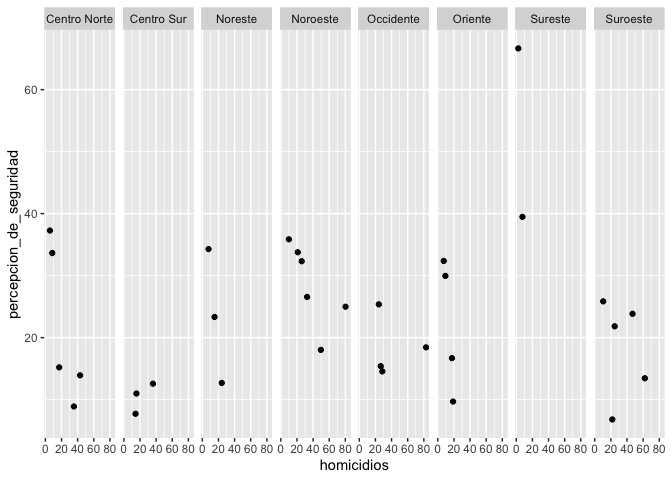 Centro Norte Centro Sur Noreste Noroeste Occidente Oriente Sureste Suroeste
percepcion_de_seguridad
60
40
20
0 20 40 60 80 0 20 40 60 80 0 20 40 60 80 0 20 40 60 80 0 20 40 60 80 0 20 40 60 80 0 20 40 60 80 0 20 40 60 80
homicidios